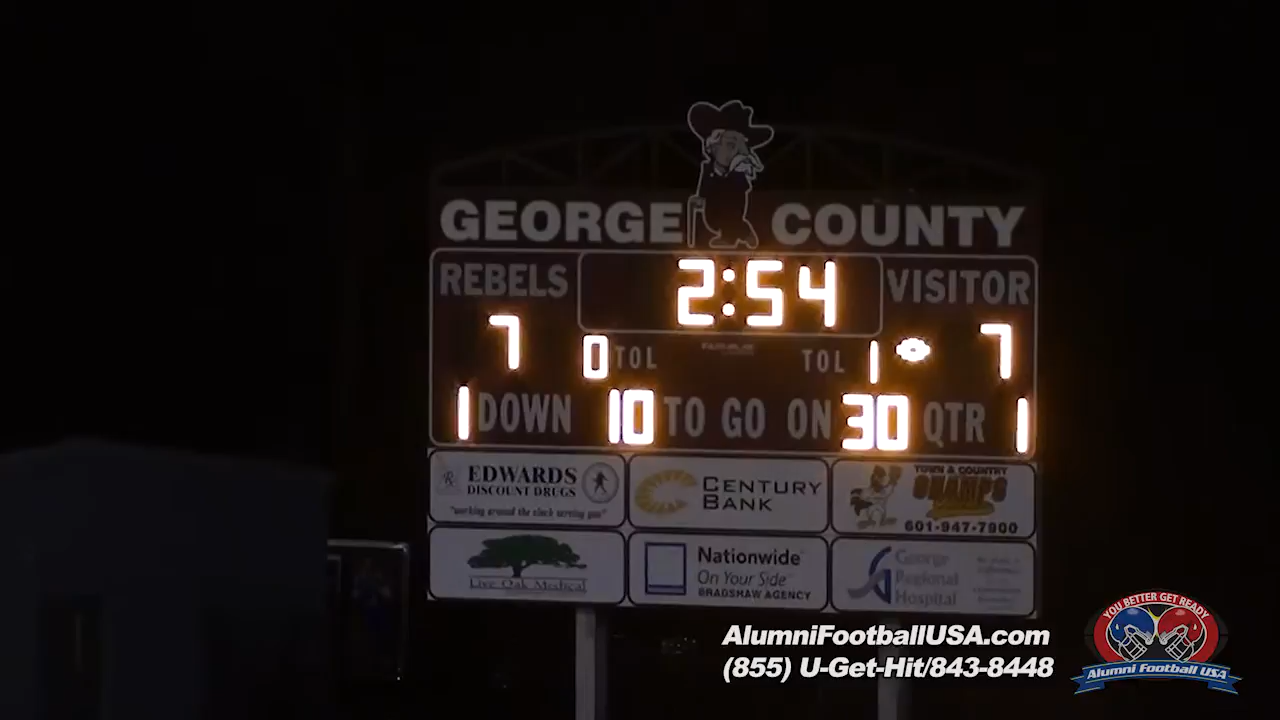 GEORGE COUNTY
REBELS 2:54 VISITOR
7 0 TOL TOL 1 7
1 DOWN 10 TO GO ON 30 QTR 1
EDWARDS
DISCOUNT DRUGS
"working around the clock serving you"
CENTURY
BANK
TOWN & COUNTRY
CHAMPS
601-947-7900
Live Oak Medical
Nationwide
On Your Side
BRADSHAW AGENCY
George
Regional
Hospital
AlumniFootballUSA.com
(855) U-Get-Hit/843-8448
YOU BETTER GET READY
Alumni Football USA